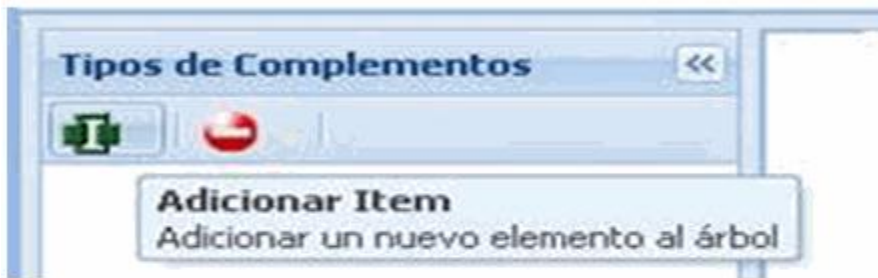 Tipos de Complementos
Adicionar Item
Adicionar un nuevo elemento al árbol